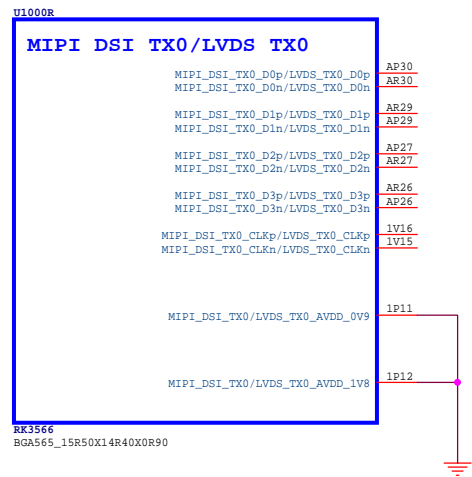 U1000R
MIPI DSI TX0/LVDS TX0
MIPI_DSI_TX0_D0p/LVDS_TX0_D0p AP30
MIPI_DSI_TX0_D0n/LVDS_TX0_D0n AR30
MIPI_DSI_TX0_D1p/LVDS_TX0_D1p AR29
MIPI_DSI_TX0_D1n/LVDS_TX0_D1n AP29
MIPI_DSI_TX0_D2p/LVDS_TX0_D2p AP27
MIPI_DSI_TX0_D2n/LVDS_TX0_D2n AR27
MIPI_DSI_TX0_D3p/LVDS_TX0_D3p AR26
MIPI_DSI_TX0_D3n/LVDS_TX0_D3n AP26
MIPI_DSI_TX0_CLKp/LVDS_TX0_CLKp 1V16
MIPI_DSI_TX0_CLKn/LVDS_TX0_CLKn 1V15
MIPI_DSI_TX0/LVDS_TX0_AVDD_0V9 1P11
MIPI_DSI_TX0/LVDS_TX0_AVDD_1V8 1P12
RK3566
BGA565_15R50X14R40X0R90